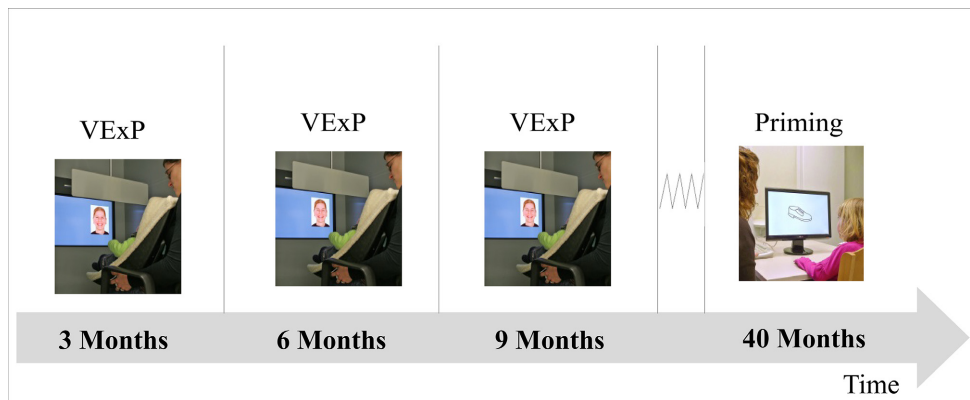 VExP
VExP
VExP
Priming
3 Months
6 Months
9 Months
40 Months
Time